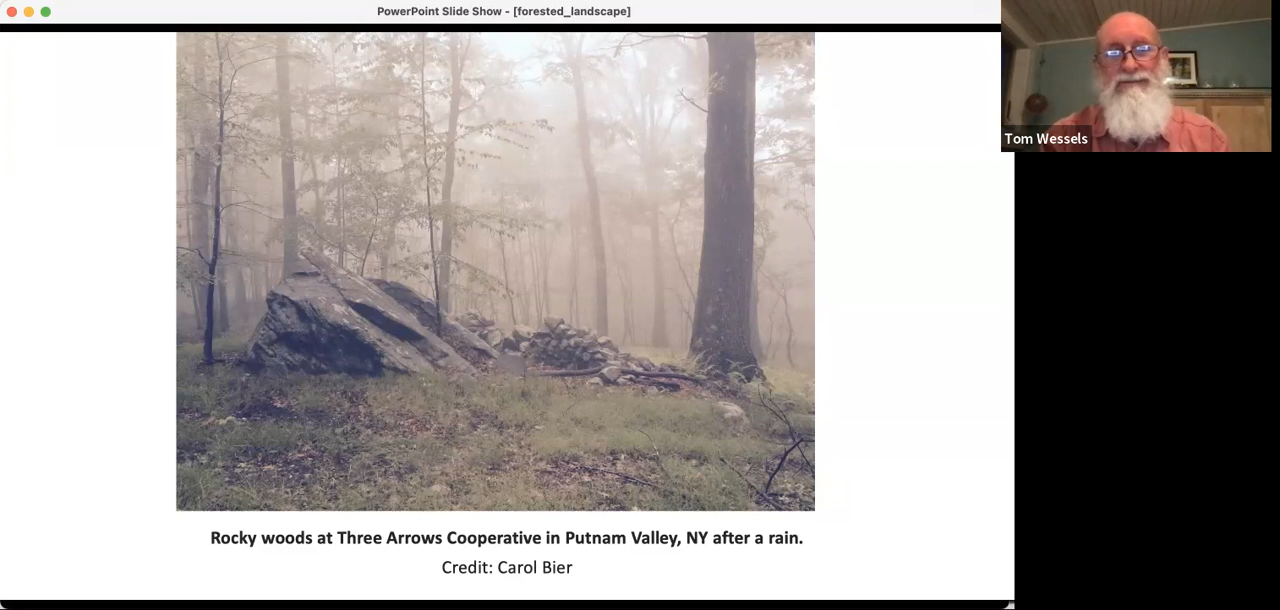 PowerPoint Slide Show - [forested_landscape]
Tom Wessels
Rocky woods at Three Arrows Cooperative in Putnam Valley, NY after a rain.
Credit: Carol Bier